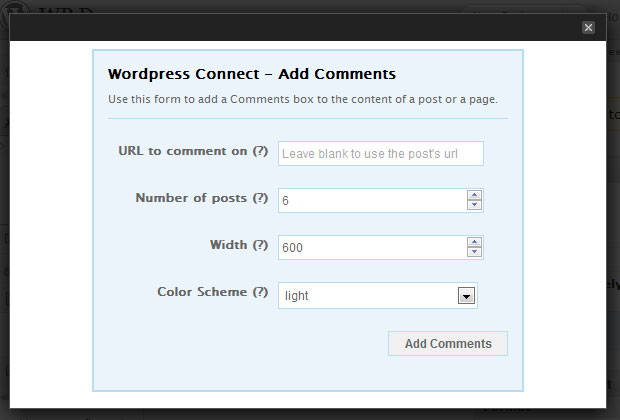 Wordpress Connect – Add Comments
Use this form to add a Comments box to the content of a post or a page.
URL to comment on (?)
Leave blank to use the post's url
Number of posts (?)
6
Width (?)
600
Color Scheme (?)
light
Add Comments